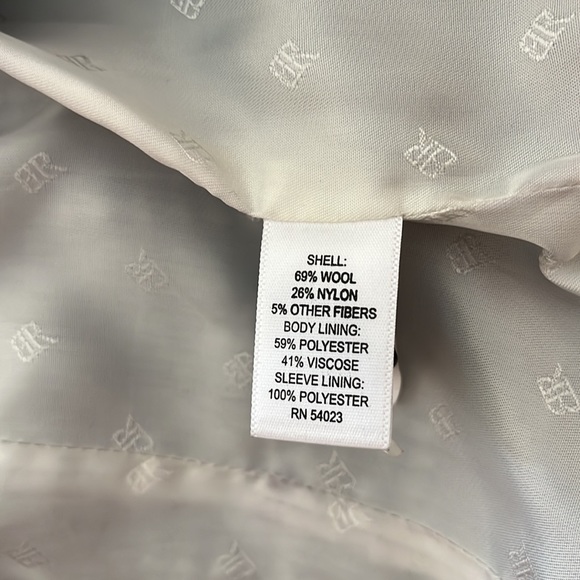 SHELL:
69% WOOL
26% NYLON
5% OTHER FIBERS
BODY LINING:
59% POLYESTER
41% VISCOSE
SLEEVE LINING:
100% POLYESTER
RN 54023